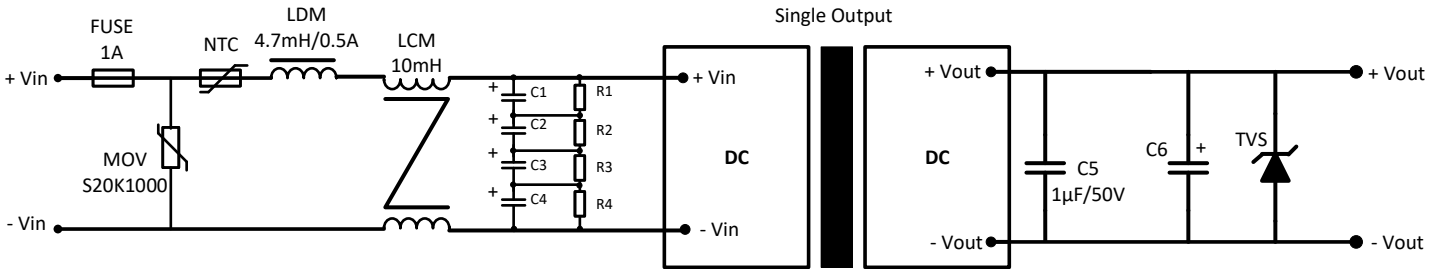 Single Output
FUSE
1A
NTC
LDM
4.7mH/0.5A
LCM
10mH
+ Vin
- Vin
MOV
S20K1000
+
C1
R1
+
C2
R2
+
C3
R3
+
C4
R4
+ Vin
DC
- Vin
+ Vout
DC
- Vout
C5
1µF/50V
C6
+
TVS
+ Vout
- Vout